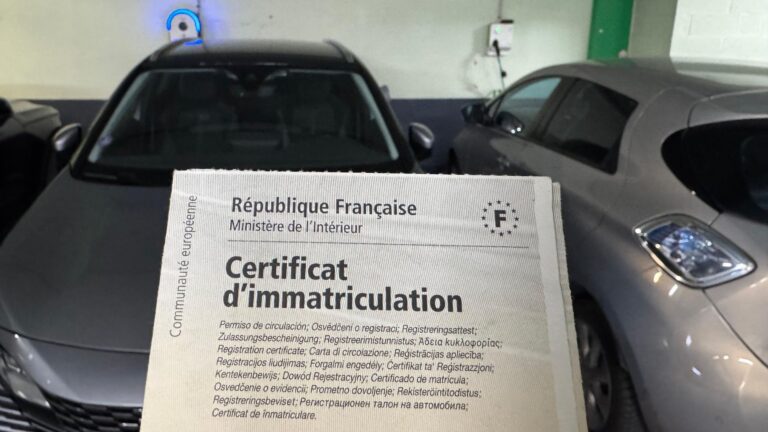 Communauté européenne
République Française
Ministère de l'Intérieur
F
Certificat
d'immatriculation
Permiso de circulación; Osvědčení o registraci; Registreringsattest;
Zulassungsbescheinigung; Registreerimistunnistus; Άδεια κυκλοφορίας;
Registration certificate; Carta di circolazione; Reģistrācijas apliecība;
Registracijos liudijimas; Forgalmi engedély; Ċertifikat ta' Reġistrazzjoni;
Kentekenbewijs; Dowód Rejestracyjny; Certificado de matrícula;
Osvedčenie o evidencii; Prometno dovoljenje; Rekisteröintitodistus;
Registreringsbeviset; Регистрационен талон на автомобила;
Certificat de înmatriculare.